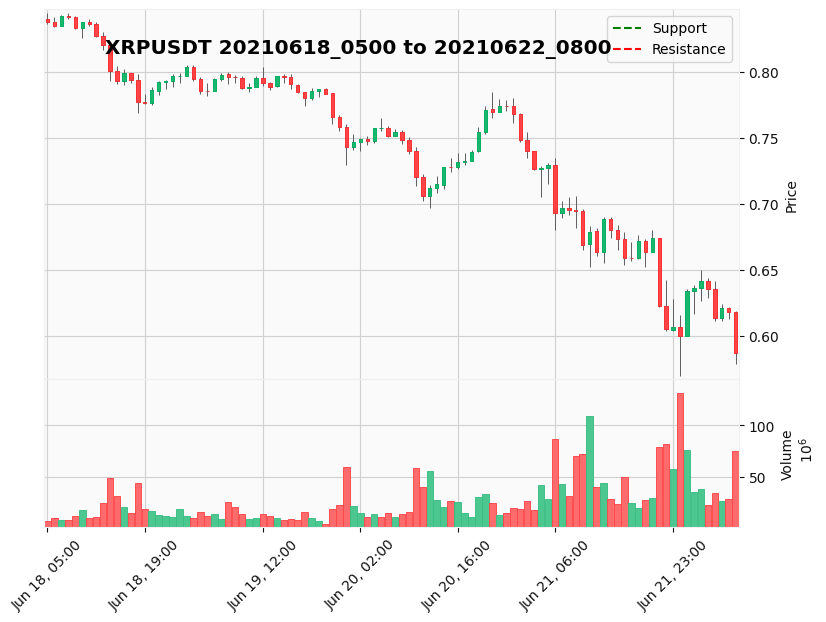 XRPUSDT 20210618_0500 to 20210622_0800
Support
Resistance
0.80
0.75
0.70
0.65
0.60
Price
100
50
Volume
10^6
Jun 18, 05:00
Jun 18, 19:00
Jun 19, 12:00
Jun 20, 02:00
Jun 20, 16:00
Jun 21, 06:00
Jun 21, 23:00